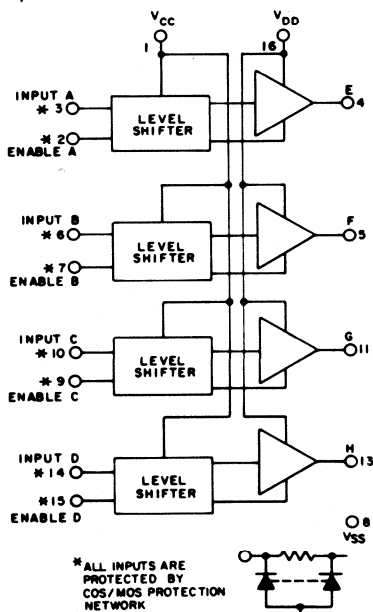 VCC
VDD
1
16
INPUT A
* 3
* 2
ENABLE A
LEVEL
SHIFTER
E
4
INPUT B
* 6
* 7
ENABLE B
LEVEL
SHIFTER
F
5
INPUT C
* 10
* 9
ENABLE C
LEVEL
SHIFTER
G
11
INPUT D
* 14
* 15
ENABLE D
LEVEL
SHIFTER
H
13
8
VSS
* ALL INPUTS ARE
PROTECTED BY
COS/MOS PROTECTION
NETWORK